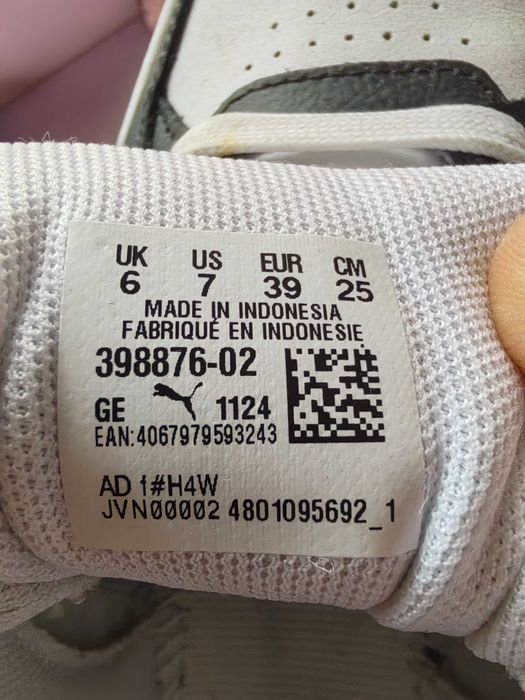 UK US EUR CM
6 7 39 25
MADE IN INDONESIA
FABRIQUÉ EN INDONESIE
398876-02
GE 1124
EAN:4067979593243
AD f#H4W
JVN00002 4801095692_1